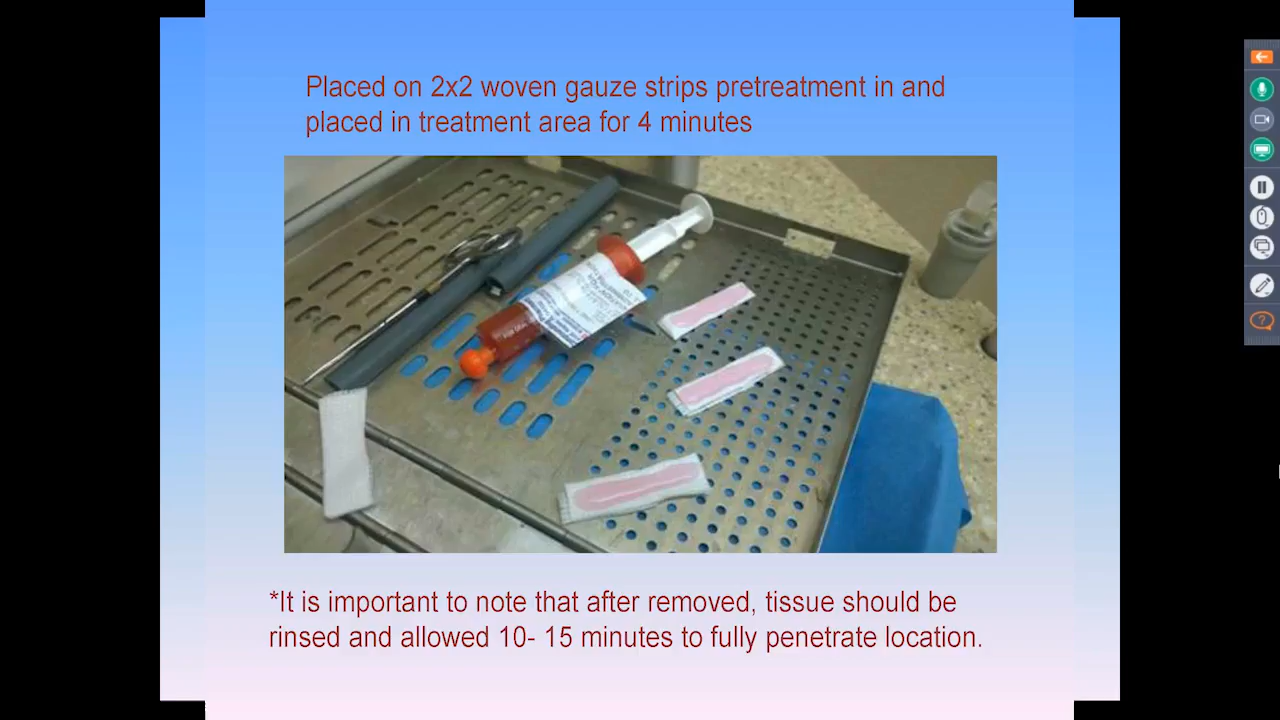 Placed on 2x2 woven gauze strips pretreatment in and
placed in treatment area for 4 minutes
*It is important to note that after removed, tissue should be
rinsed and allowed 10- 15 minutes to fully penetrate location.